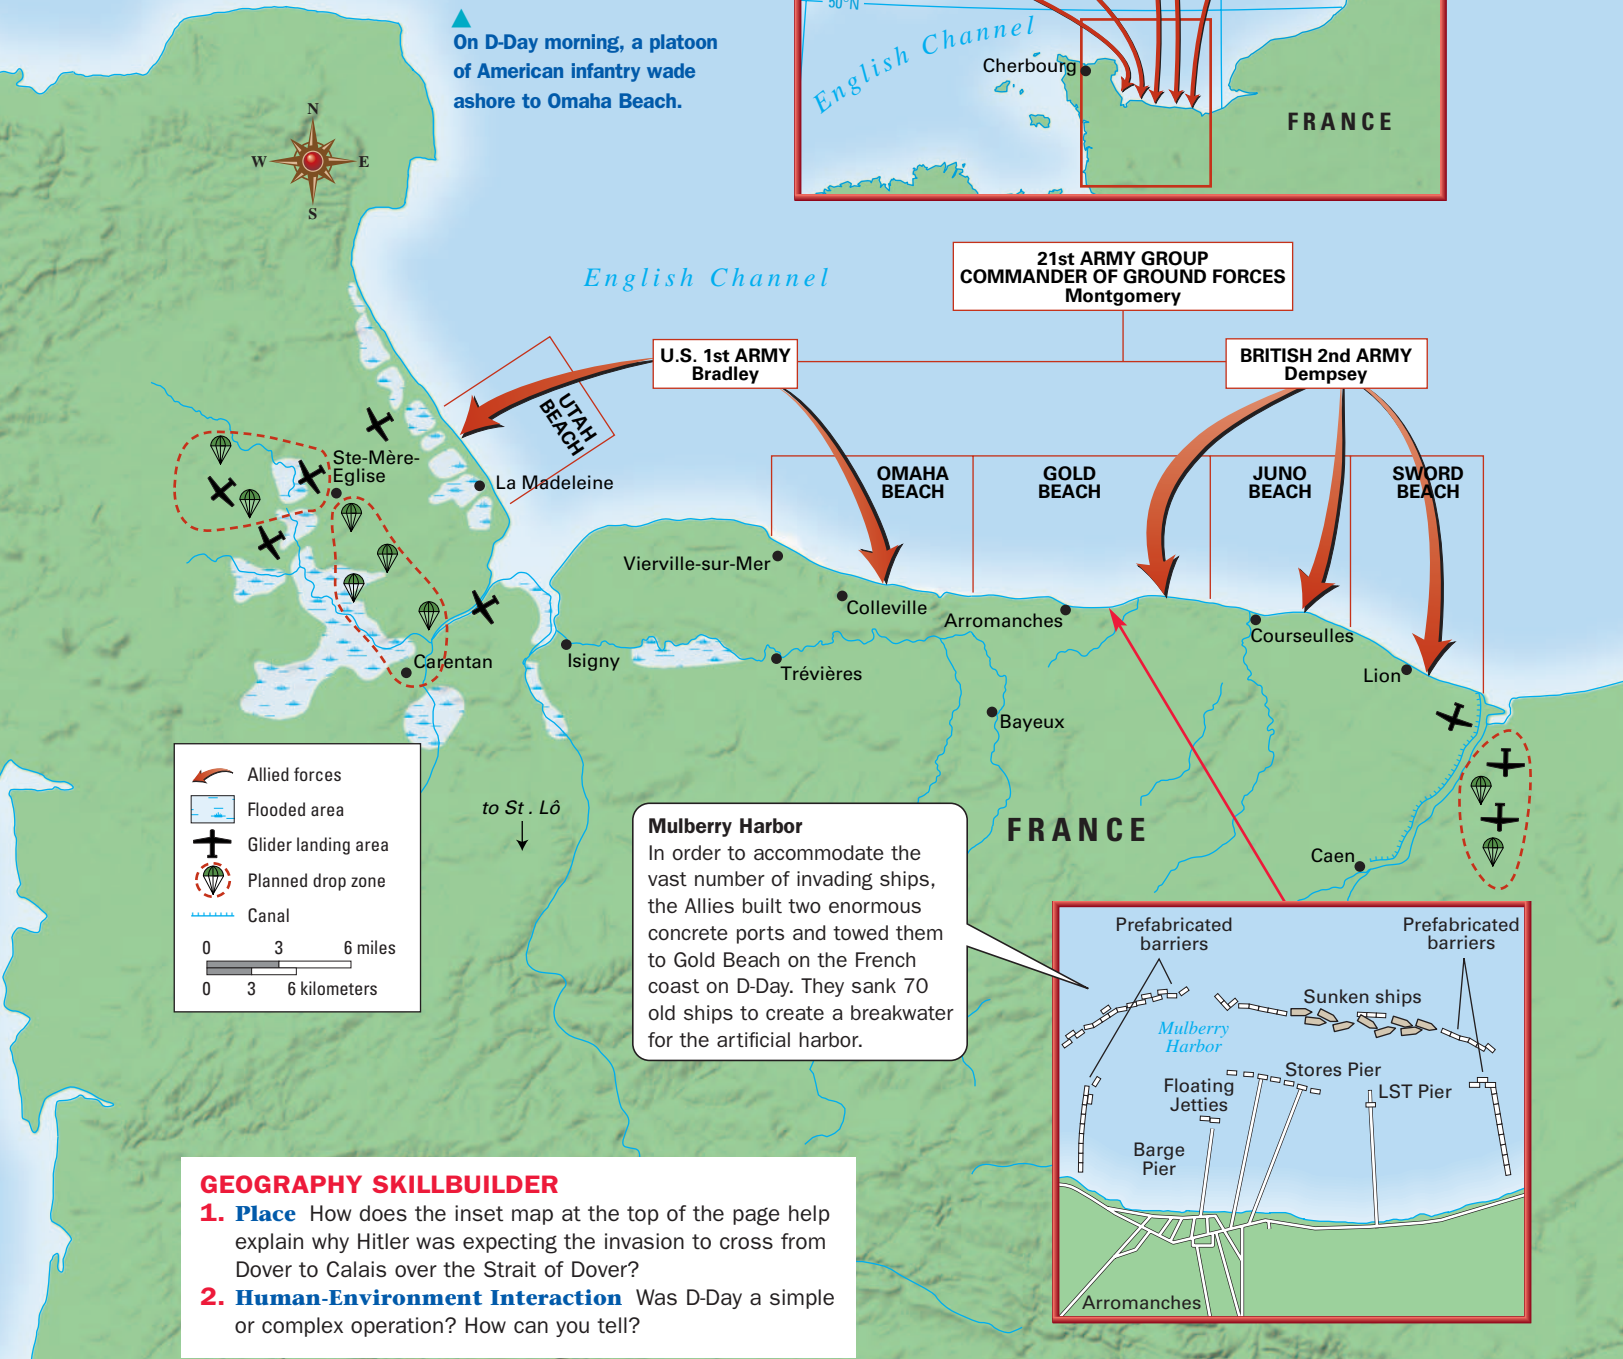 On D-Day morning, a platoon
of American infantry wade
ashore to Omaha Beach.
50°N
English Channel
Cherbourg
FRANCE
N
W
E
S
English Channel
21st ARMY GROUP
COMMANDER OF GROUND FORCES
Montgomery
U.S. 1st ARMY
Bradley
BRITISH 2nd ARMY
Dempsey
UTAH
BEACH
OMAHA
BEACH
GOLD
BEACH
JUNO
BEACH
SWORD
BEACH
Ste-Mère-
Eglise
La Madeleine
Vierville-sur-Mer
Colleville
Arromanches
Courseulles
Lion
Carentan
Isigny
Trévières
Bayeux
Caen
to St . Lô
FRANCE
Allied forces
Flooded area
Glider landing area
Planned drop zone
Canal
0 3 6 miles
0 3 6 kilometers
Mulberry Harbor
In order to accommodate the
vast number of invading ships,
the Allies built two enormous
concrete ports and towed them
to Gold Beach on the French
coast on D-Day. They sank 70
old ships to create a breakwater
for the artificial harbor.
Prefabricated
barriers
Prefabricated
barriers
Sunken ships
Mulberry
Harbor
Stores Pier
Floating
Jetties
LST Pier
Barge
Pier
Arromanches
GEOGRAPHY SKILLBUILDER
1. Place How does the inset map at the top of the page help
explain why Hitler was expecting the invasion to cross from
Dover to Calais over the Strait of Dover?
2. Human-Environment Interaction Was D-Day a simple
or complex operation? How can you tell?